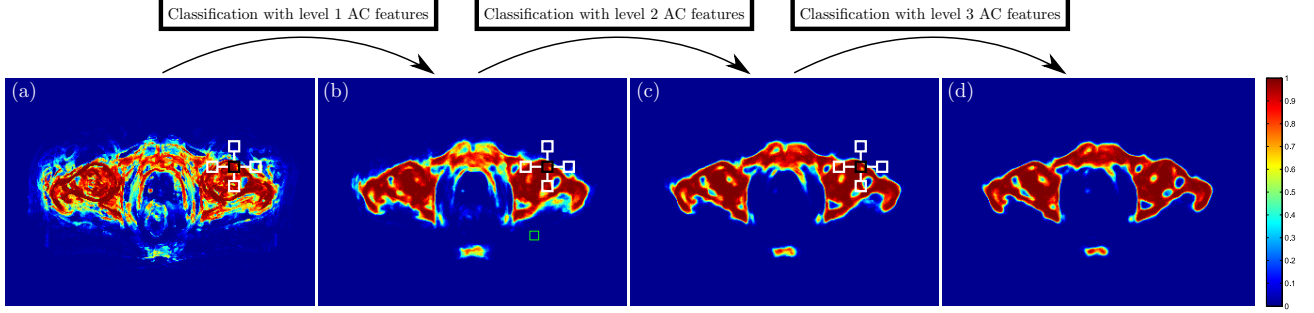 Classification with level 1 AC features
Classification with level 2 AC features
Classification with level 3 AC features
(a)
(b)
(c)
(d)
1
0.9
0.8
0.7
0.6
0.5
0.4
0.3
0.2
0.1
0